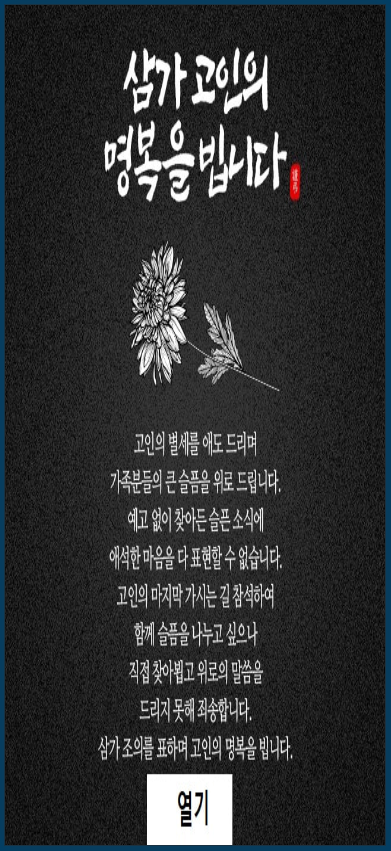 삼가 고인의
명복을 빕니다
고인의 별세를 애도 드리며
가족분들의 큰 슬픔을 위로 드립니다.
예고 없이 찾아든 슬픈 소식에
애석한 마음을 다 표현할 수 없습니다.
고인의 마지막 가시는 길 참석하여
함께 슬픔을 나누고 싶으나
직접 찾아뵙고 위로의 말씀을
드리지 못해 죄송합니다.
삼가 조의를 표하며 고인의 명복을 빕니다.
열기